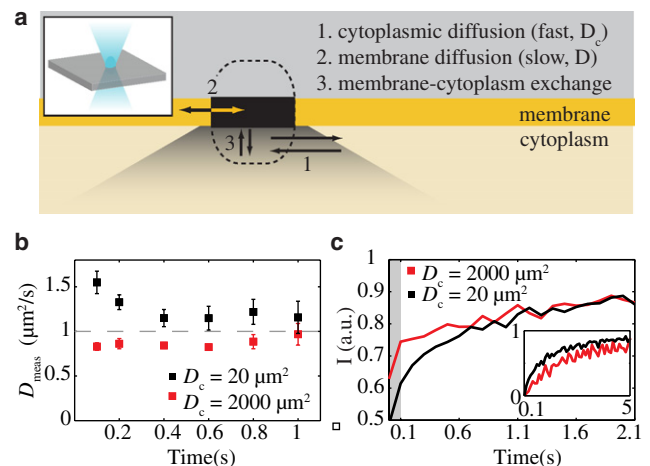 a
1. cytoplasmic diffusion (fast, Dc)
2. membrane diffusion (slow, D)
3. membrane-cytoplasm exchange
2
membrane
cytoplasm
3
1
b
Dmeas (μm²/s)
1.5
1
0.5
0
Dc = 20 μm²
Dc = 2000 μm²
0.2
0.4
0.6
0.8
1
Time(s)
c
I (a.u.)
1
0.9
0.8
0.7
0.6
0.5
Dc = 2000 μm²
Dc = 20 μm²
1
0
0.1
5
0.1
0.6
1.1
1.6
2.1
Time(s)